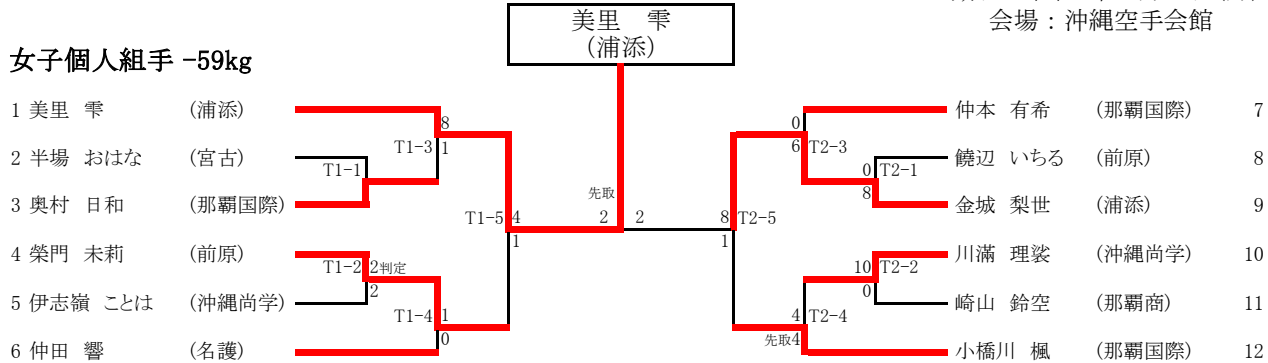 美里 雫
(浦添)
会場：沖縄空手会館
女子個人組手 -59kg
1 美里 雫 (浦添)
2 半場 おはな (宮古)
3 奥村 日和 (那覇国際)
4 榮門 未莉 (前原)
5 伊志嶺 ことは (沖縄尚学)
6 仲田 響 (名護)
T1-1
T1-2 2判定
2
T1-3 8
1
T1-4 1
0
T1-5 4
1
先取
2 2
8 T2-5
1
0
6 T2-3
4 T2-4
先取4
0 T2-1
8
10 T2-2
0
仲本 有希 (那覇国際) 7
饒辺 いちる (前原) 8
金城 梨世 (浦添) 9
川滿 理裟 (沖縄尚学) 10
崎山 鈴空 (那覇商) 11
小橋川 楓 (那覇国際) 12